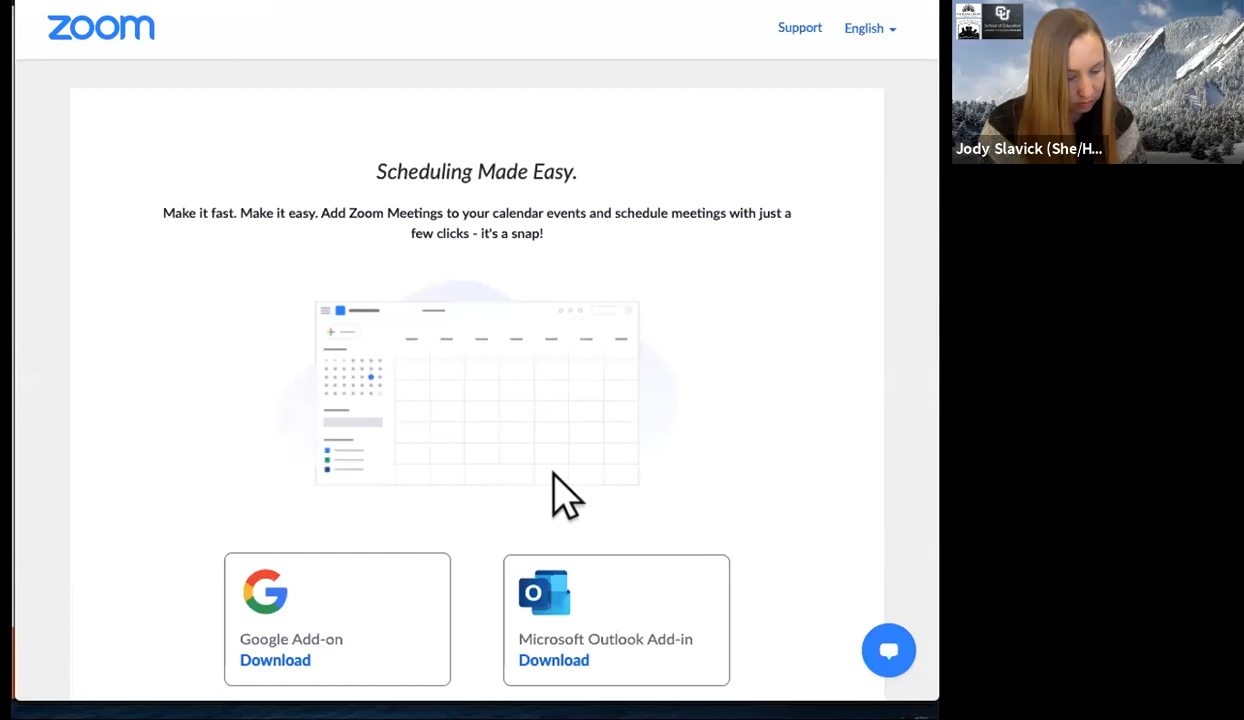 zoom
Support
English
Scheduling Made Easy.
Make it fast. Make it easy. Add Zoom Meetings to your calendar events and schedule meetings with just a
few clicks - it's a snap!
Google Add-on
Download
Microsoft Outlook Add-in
Download
CU
Jody Slavick (She/H...